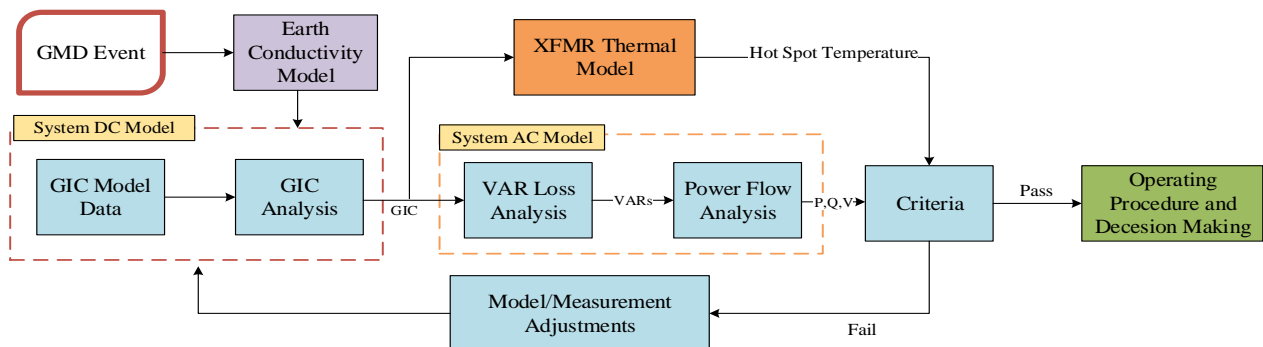 GMD Event
Earth
Conductivity
Model
XFMR Thermal
Model
Hot Spot Temperature
System DC Model
System AC Model
GIC Model
Data
GIC
Analysis
GIC
VAR Loss
Analysis
VARs
Power Flow
Analysis
P,Q,V
Criteria
Pass
Operating
Procedure and
Decesion Making
Model/Measurement
Adjustments
Fail